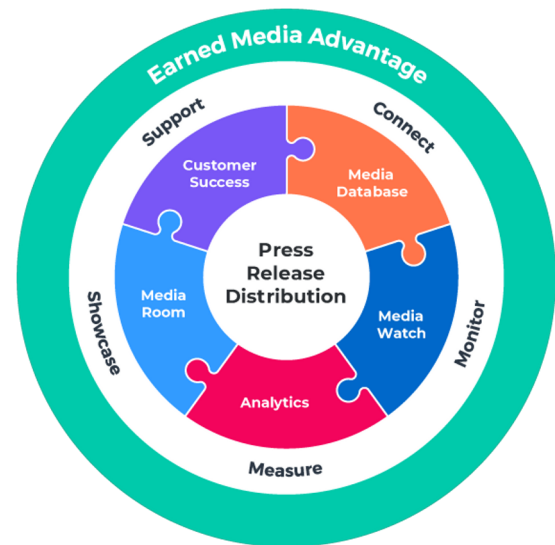 Earned Media Advantage
Support
Connect
Customer
Success
Media
Database
Press
Release
Distribution
Media
Room
Media
Watch
Showcase
Monitor
Analytics
Measure